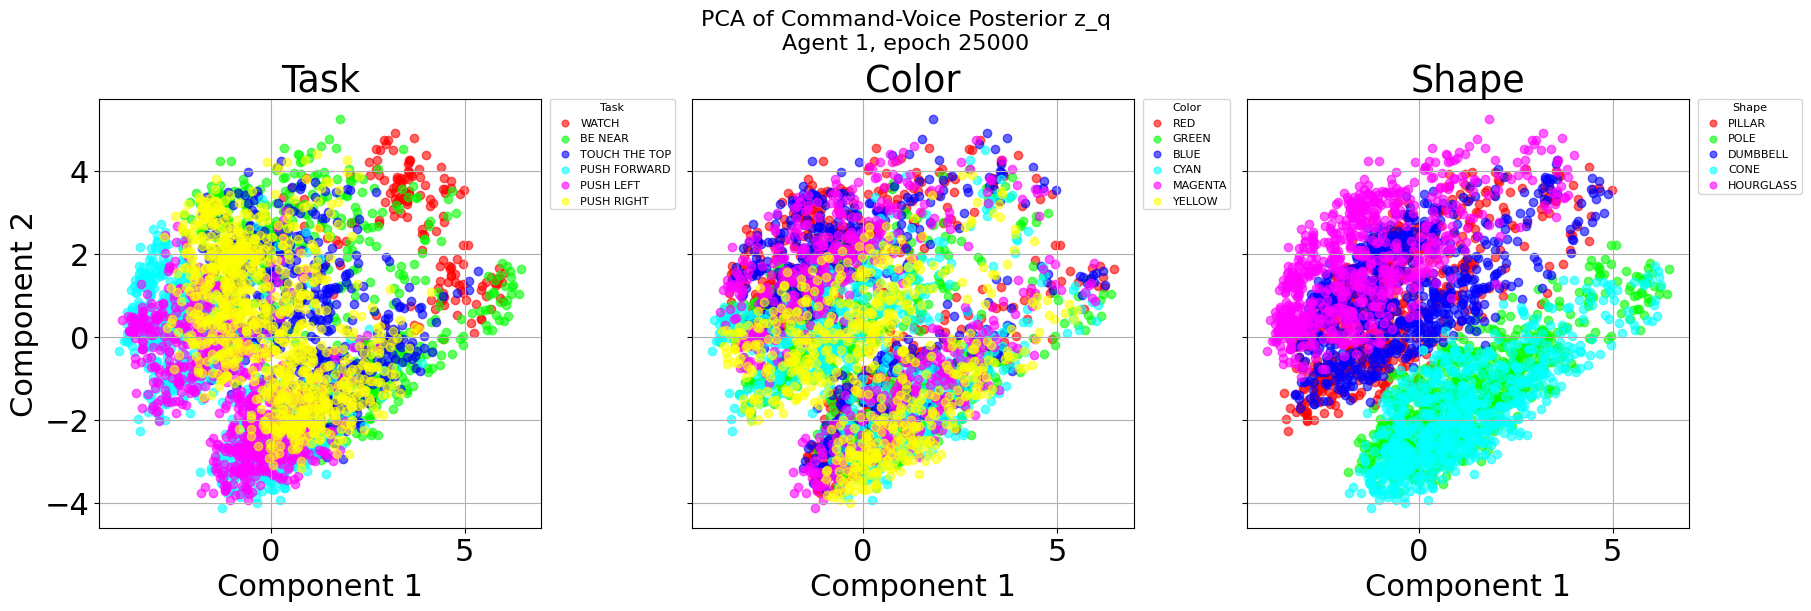 PCA of Command-Voice Posterior z_q
Agent 1, epoch 25000
Task
Component 2
4
2
0
−2
−4
0
5
Component 1
Task
WATCH
BE NEAR
TOUCH THE TOP
PUSH FORWARD
PUSH LEFT
PUSH RIGHT
Color
0
5
Component 1
Color
RED
GREEN
BLUE
CYAN
MAGENTA
YELLOW
Shape
0
5
Component 1
Shape
PILLAR
POLE
DUMBBELL
CONE
HOURGLASS